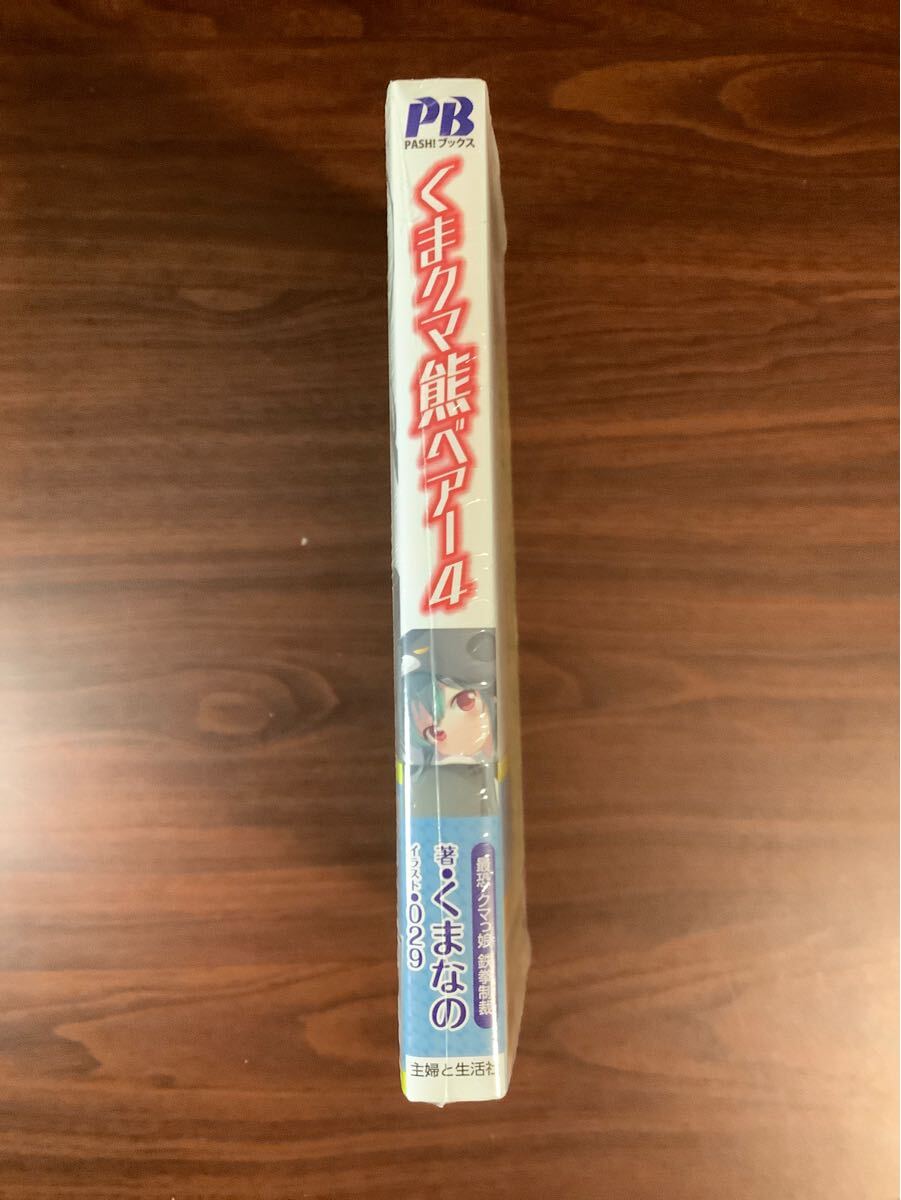 PB
PASH!ブックス
くまクマ熊ベアー4
最恐!クマっ娘 鉄拳制裁
著・くまなの
イラスト・029
主婦と生活社